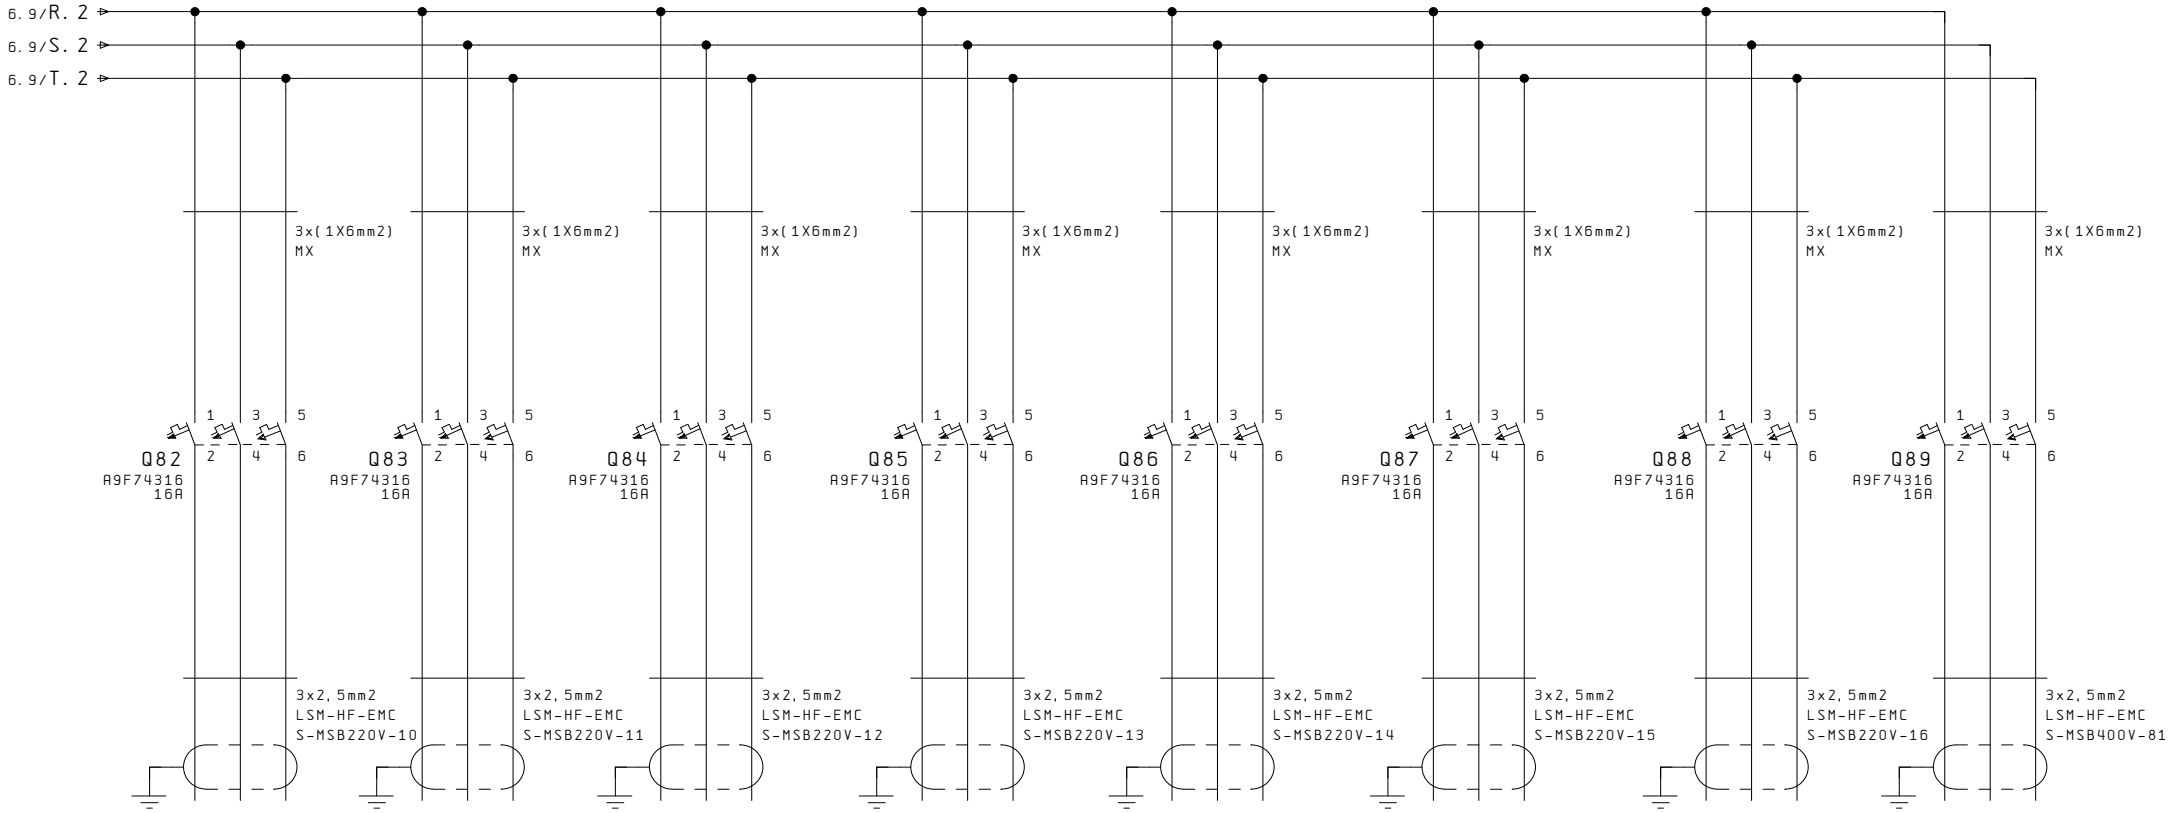 6.9/R.2
6.9/S.2
6.9/T.2
3x(1X6mm2)
MX
3x(1X6mm2)
MX
3x(1X6mm2)
MX
3x(1X6mm2)
MX
3x(1X6mm2)
MX
3x(1X6mm2)
MX
3x(1X6mm2)
MX
3x(1X6mm2)
MX
1 3 5
2 4 6
Q82
A9F74316
16A
1 3 5
2 4 6
Q83
A9F74316
16A
1 3 5
2 4 6
Q84
A9F74316
16A
1 3 5
2 4 6
Q85
A9F74316
16A
1 3 5
2 4 6
Q86
A9F74316
16A
1 3 5
2 4 6
Q87
A9F74316
16A
1 3 5
2 4 6
Q88
A9F74316
16A
1 3 5
2 4 6
Q89
A9F74316
16A
3x2,5mm2
LSM-HF-EMC
S-MSB220V-10
3x2,5mm2
LSM-HF-EMC
S-MSB220V-11
3x2,5mm2
LSM-HF-EMC
S-MSB220V-12
3x2,5mm2
LSM-HF-EMC
S-MSB220V-13
3x2,5mm2
LSM-HF-EMC
S-MSB220V-14
3x2,5mm2
LSM-HF-EMC
S-MSB220V-15
3x2,5mm2
LSM-HF-EMC
S-MSB220V-16
3x2,5mm2
LSM-HF-EMC
S-MSB400V-81